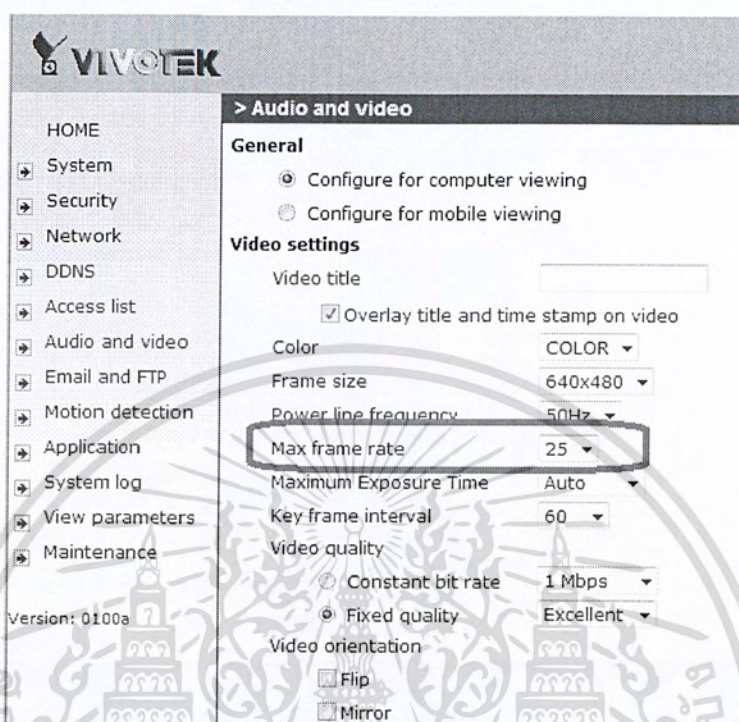 VIVOTEK
HOME
System
Security
Network
DDNS
Access list
Audio and video
Email and FTP
Motion detection
Application
System log
View parameters
Maintenance
Version: 0100a
> Audio and video
General
Configure for computer viewing
Configure for mobile viewing
Video settings
Video title
Overlay title and time stamp on video
Color COLOR
Frame size 640x480
Power line frequency 50Hz
Max frame rate 25
Maximum Exposure Time Auto
Key frame interval 60
Video quality
Constant bit rate 1 Mbps
Fixed quality Excellent
Video orientation
Flip
Mirror